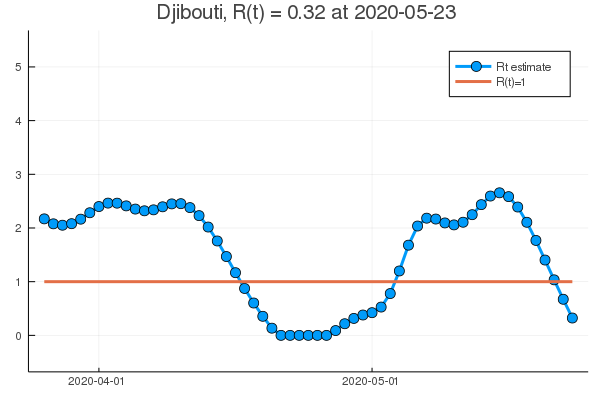 Djibouti, R(t) = 0.32 at 2020-05-23
5
4
3
2
1
0
Rt estimate
R(t)=1
2020-04-01
2020-05-01